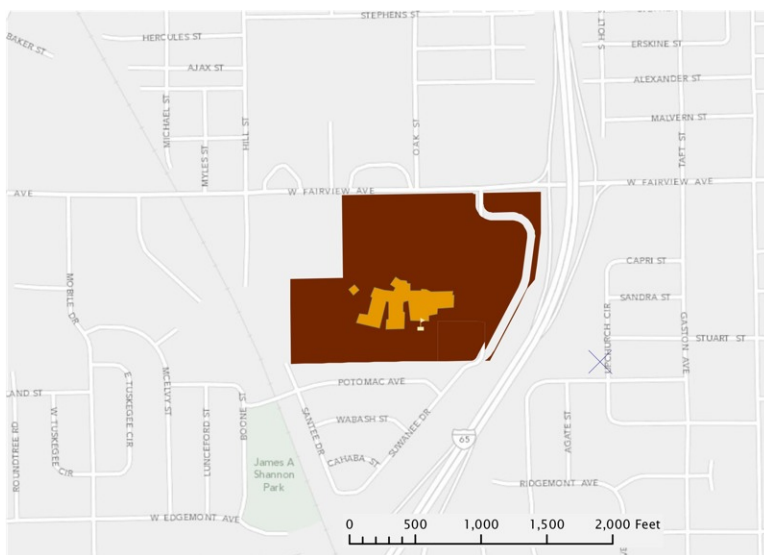 STEPHENS ST
HERCULES ST
BAKER ST
S HOLT S
ERSKINE ST
AJAX ST
ALEXANDER ST
MICHAEL ST
MYLES ST
HILL ST
OAK ST
MALVERN ST
TAFT ST
AVE
W FAIRVIEW AVE
W FAIRVIEW AVE
MOBILE DR
CAPRI ST
SANDRA ST
UPCHURCH CIR
GASTON AVE
STUART ST
LAND ST
E TUSKEGEE CIR
W TUSKEGEE CIR
MCELVY ST
LUNCEFORD ST
BOONE ST
POTOMAC AVE
SANTEE DR
WABASH ST
SUWANEE DR
CAHABA ST
ROUNDTREE RD
AGATE ST
65
James A
Shannon
Park
RIDGEMONT AVE
W EDGEMONT AVE
0 500 1,000 1,500 2,000 Feet